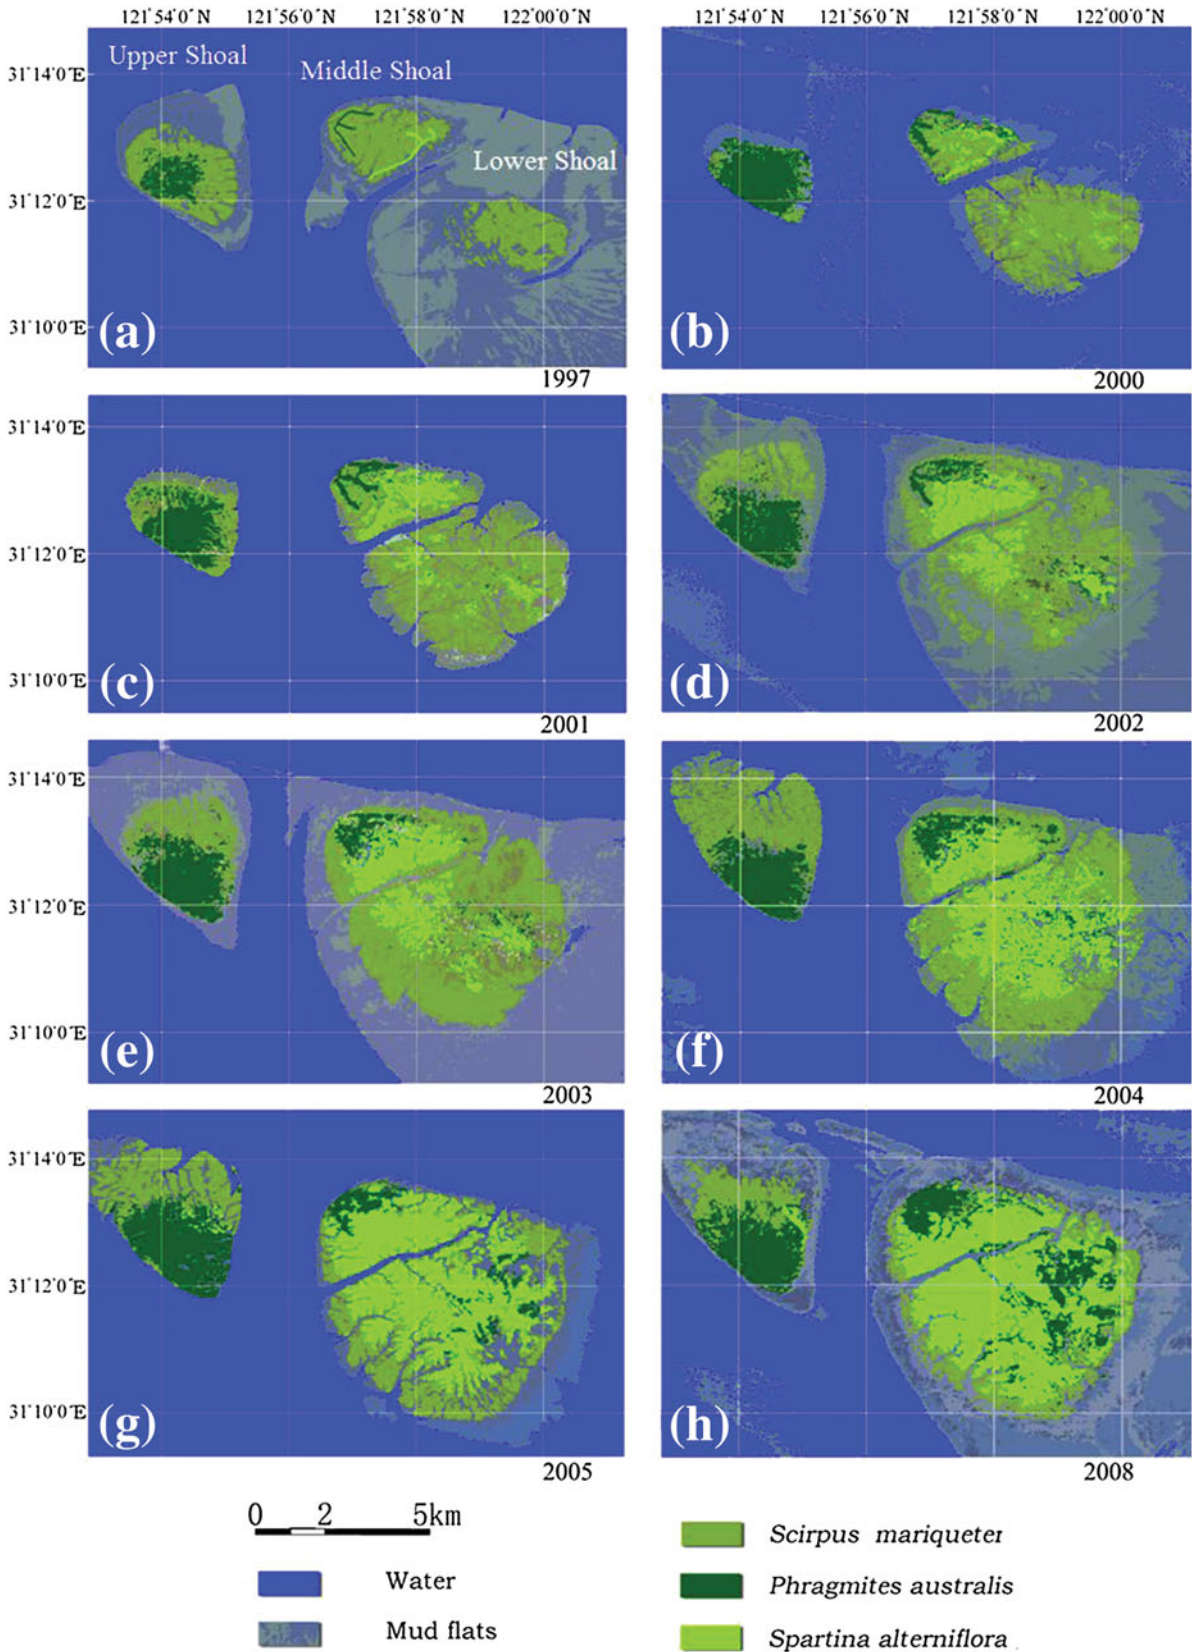 121°54′0″N 121°56′0″N 121°58′0″N 122°00′0″N 121°54′0″N 121°56′0″N 121°58′0″N 122°00′0″N
31°14′0″E
Upper Shoal
Middle Shoal
Lower Shoal
31°12′0″E
31°10′0″E
(a)
(b)
1997
2000
31°14′0″E
31°12′0″E
31°10′0″E
(c)
(d)
2001
2002
31°14′0″E
31°12′0″E
31°10′0″E
(e)
(f)
2003
2004
31°14′0″E
31°12′0″E
31°10′0″E
(g)
(h)
2005
2008
0 2 5km
Water
Mud flats
Scirpus mariqueter
Phragmites australis
Spartina alterniflora